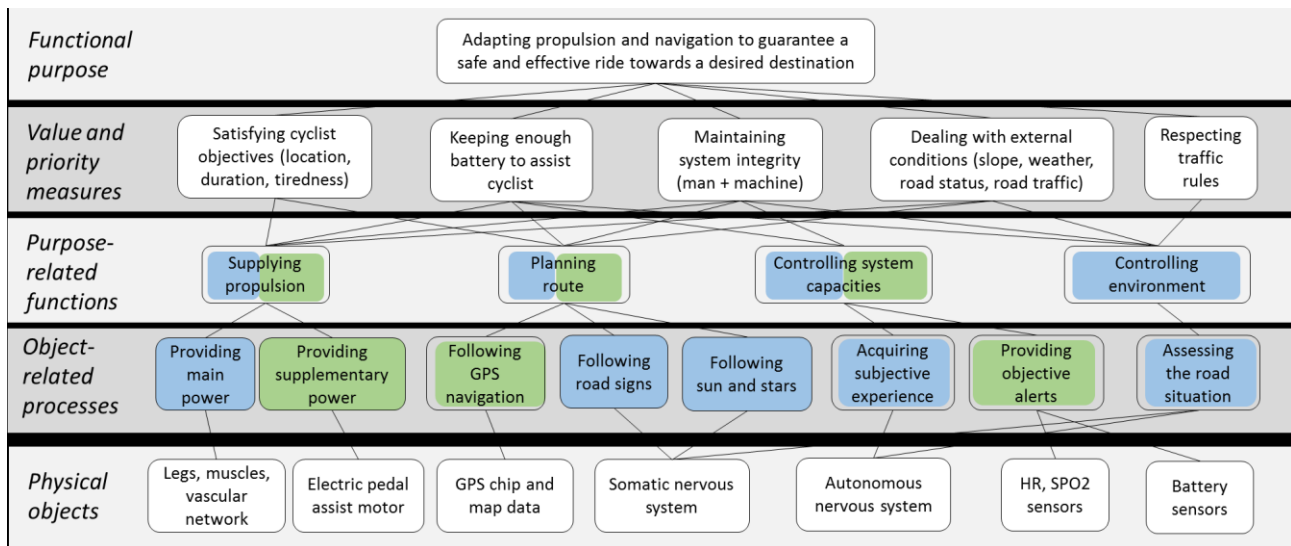 Functional
purpose
Adapting propulsion and navigation to guarantee a
safe and effective ride towards a desired destination
Value and
priority
measures
Satisfying cyclist
objectives (location,
duration, tiredness)
Keeping enough
battery to assist
cyclist
Maintaining
system integrity
(man + machine)
Dealing with external
conditions (slope, weather,
road status, road traffic)
Respecting
traffic
rules
Purpose-
related
functions
Supplying
propulsion
Planning
route
Controlling system
capacities
Controlling
environment
Object-
related
processes
Providing
main
power
Providing
supplementary
power
Following
GPS
navigation
Following
road signs
Following
sun and stars
Acquiring
subjective
experience
Providing
objective
alerts
Assessing
the road
situation
Physical
objects
Legs, muscles,
vascular
network
Electric pedal
assist motor
GPS chip and
map data
Somatic nervous
system
Autonomous
nervous system
HR, SPO2
sensors
Battery
sensors